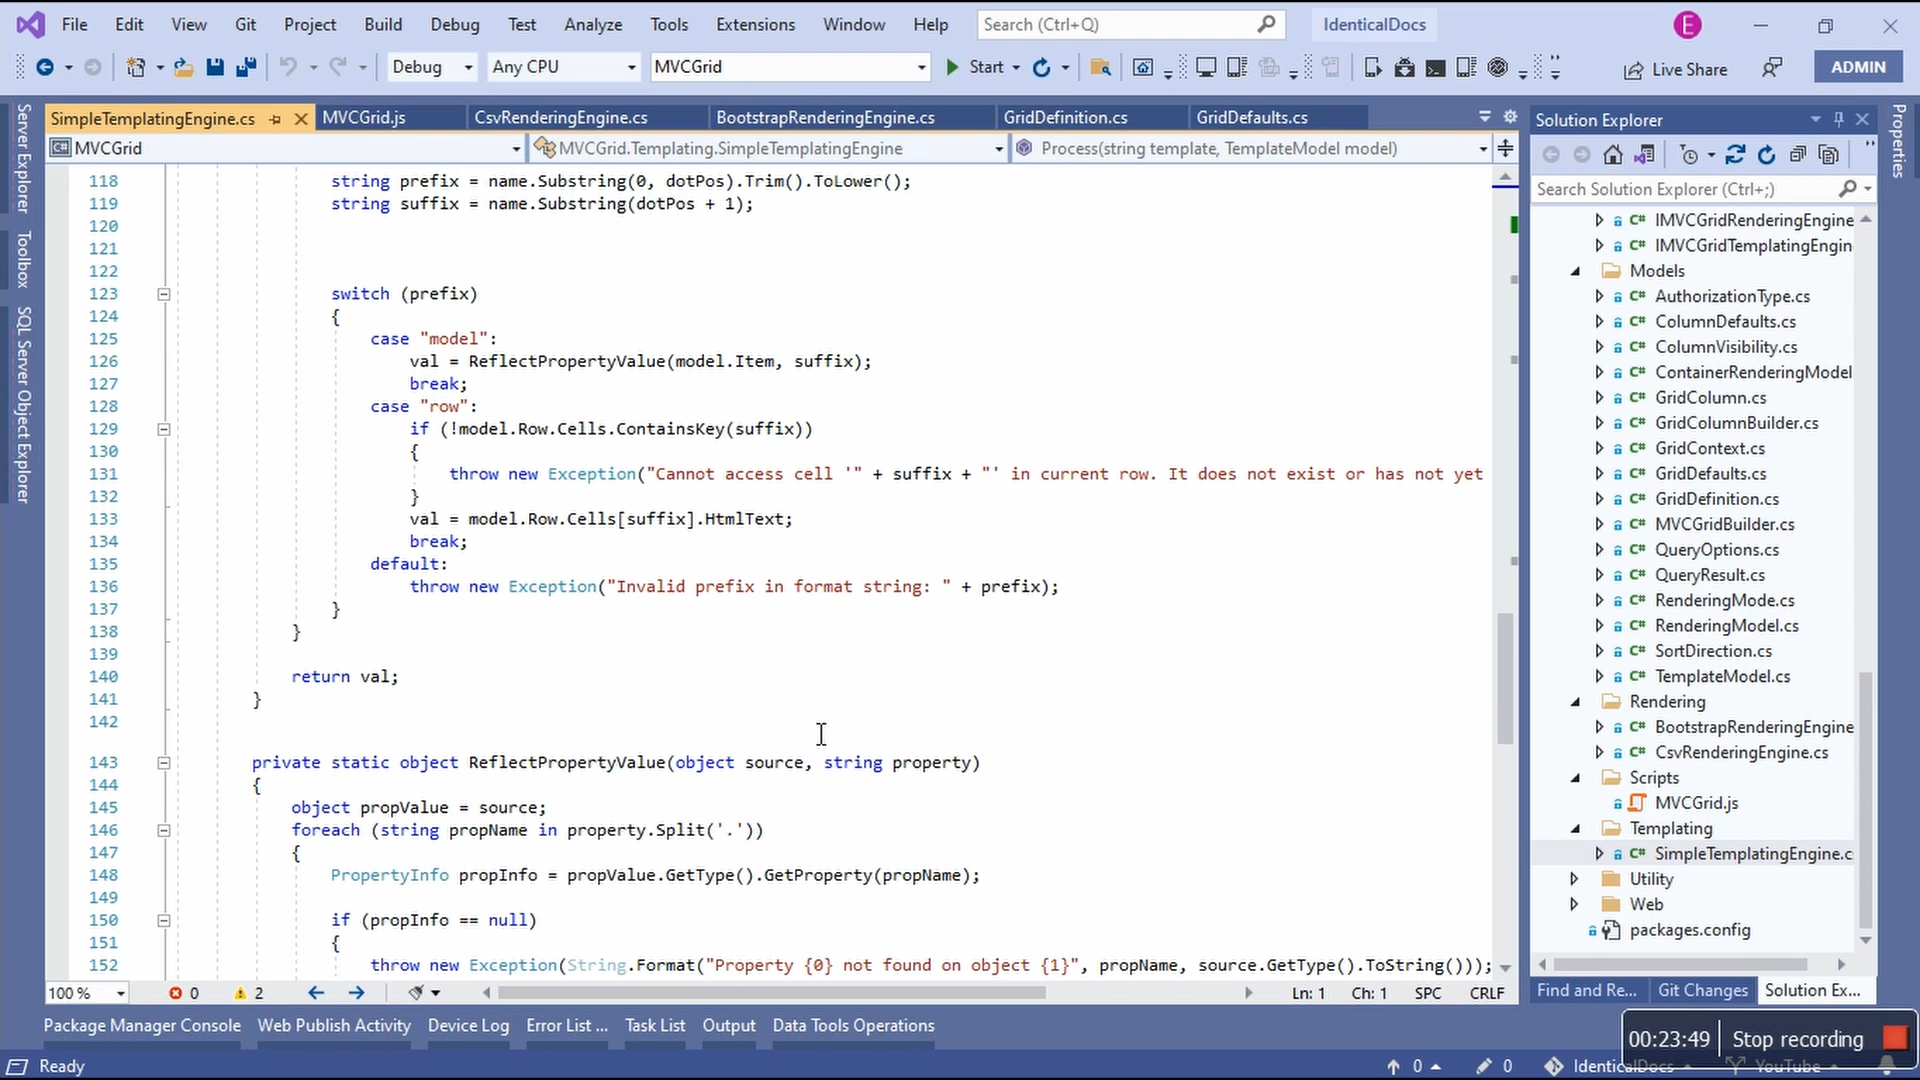 File Edit View Git Project Build Debug Test Analyze Tools Extensions Window Help Search (Ctrl+Q) IdenticalDocs E
Debug Any CPU MVCGrid Start Live Share ADMIN
Server Explorer
Toolbox
SQL Server Object Explorer
SimpleTemplatingEngine.cs MVCGrid.js CsvRenderingEngine.cs BootstrapRenderingEngine.cs GridDefinition.cs GridDefaults.cs
MVCGrid MVCGrid.Templating.SimpleTemplatingEngine Process(string template, TemplateModel model)
118 string prefix = name.Substring(0, dotPos).Trim().ToLower();
119 string suffix = name.Substring(dotPos + 1);
120
121
122
123 switch (prefix)
124 {
125 case "model":
126 val = ReflectPropertyValue(model.Item, suffix);
127 break;
128 case "row":
129 if (!model.Row.Cells.ContainsKey(suffix))
130 {
131 throw new Exception("Cannot access cell '" + suffix + "' in current row. It does not exist or has not yet
132 }
133 val = model.Row.Cells[suffix].HtmlText;
134 break;
135 default:
136 throw new Exception("Invalid prefix in format string: " + prefix);
137 }
138 }
139
140 return val;
141 }
142
143 private static object ReflectPropertyValue(object source, string property)
144 {
145 object propValue = source;
146 foreach (string propName in property.Split('.'))
147 {
148 PropertyInfo propInfo = propValue.GetType().GetProperty(propName);
149
150 if (propInfo == null)
151 {
152 throw new Exception(String.Format("Property {0} not found on object {1}", propName, source.GetType().ToString()));
100 % 0 2 Ln: 1 Ch: 1 SPC CRLF
Solution Explorer
Search Solution Explorer (Ctrl+;)
IMVCGridRenderingEngine
IMVCGridTemplatingEngin
Models
AuthorizationType.cs
ColumnDefaults.cs
ColumnVisibility.cs
ContainerRenderingModel
GridColumn.cs
GridColumnBuilder.cs
GridContext.cs
GridDefaults.cs
GridDefinition.cs
MVCGridBuilder.cs
QueryOptions.cs
QueryResult.cs
RenderingMode.cs
RenderingModel.cs
SortDirection.cs
TemplateModel.cs
Rendering
BootstrapRenderingEngine
CsvRenderingEngine.cs
Scripts
MVCGrid.js
Templating
SimpleTemplatingEngine.c
Utility
Web
packages.config
Find and Re... Git Changes Solution Ex...
Properties
Package Manager Console Web Publish Activity Device Log Error List ... Task List Output Data Tools Operations
00:23:49 Stop recording
Ready 0 0 IdenticalDocs YouTube